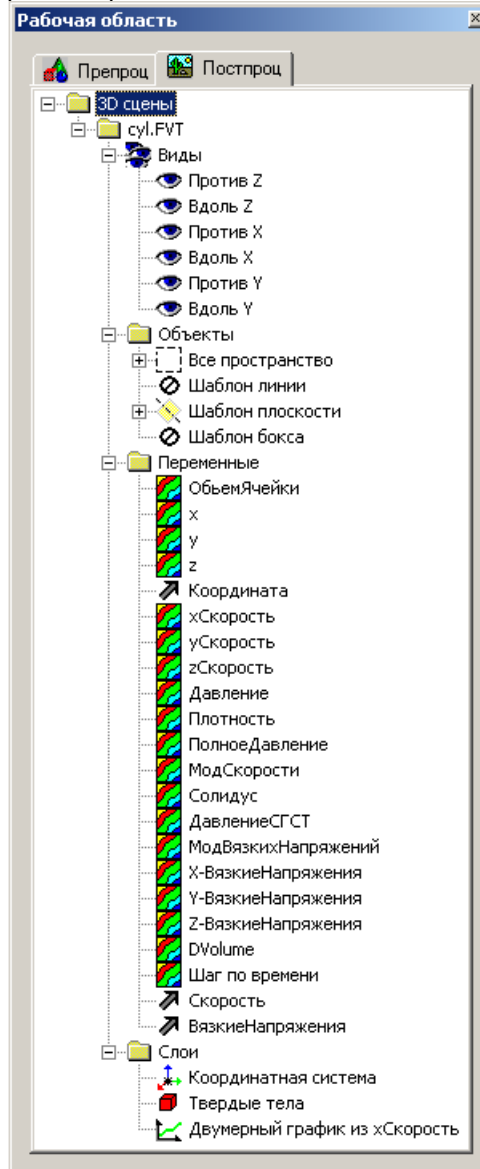 Рабочая область
Препроц Постпроц
3D сцены
cyl.FVT
Виды
Против Z
Вдоль Z
Против X
Вдоль X
Против Y
Вдоль Y
Объекты
Все пространство
Шаблон линии
Шаблон плоскости
Шаблон бокса
Переменные
ОбьемЯчейки
x
y
z
Координата
xСкорость
yСкорость
zСкорость
Давление
Плотность
ПолноеДавление
МодСкорости
Солидус
ДавлениеСГСТ
МодВязкихНапряжений
X-ВязкиеНапряжения
Y-ВязкиеНапряжения
Z-ВязкиеНапряжения
DVolume
Шаг по времени
Скорость
ВязкиеНапряжения
Слои
Координатная система
Твердые тела
Двумерный график из xСкорость